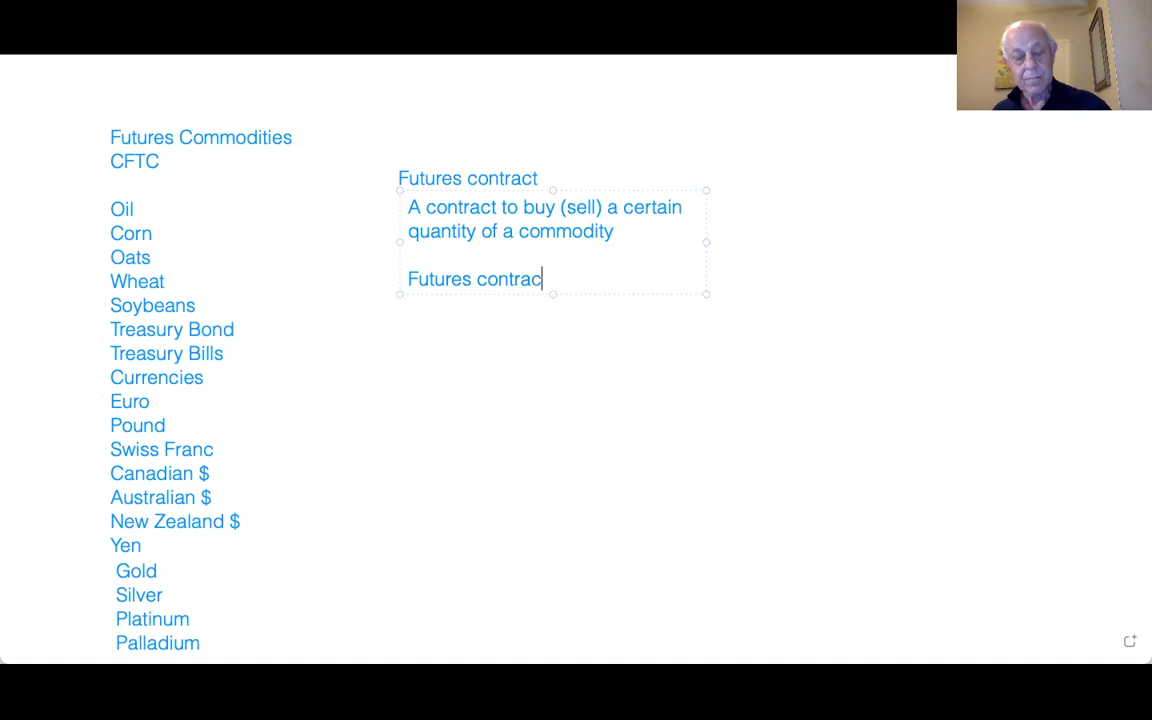 Futures Commodities
CFTC
Oil
Corn
Oats
Wheat
Soybeans
Treasury Bond
Treasury Bills
Currencies
Euro
Pound
Swiss Franc
Canadian $
Australian $
New Zealand $
Yen
Gold
Silver
Platinum
Palladium
Futures contract
A contract to buy (sell) a certain
quantity of a commodity
Futures contrac